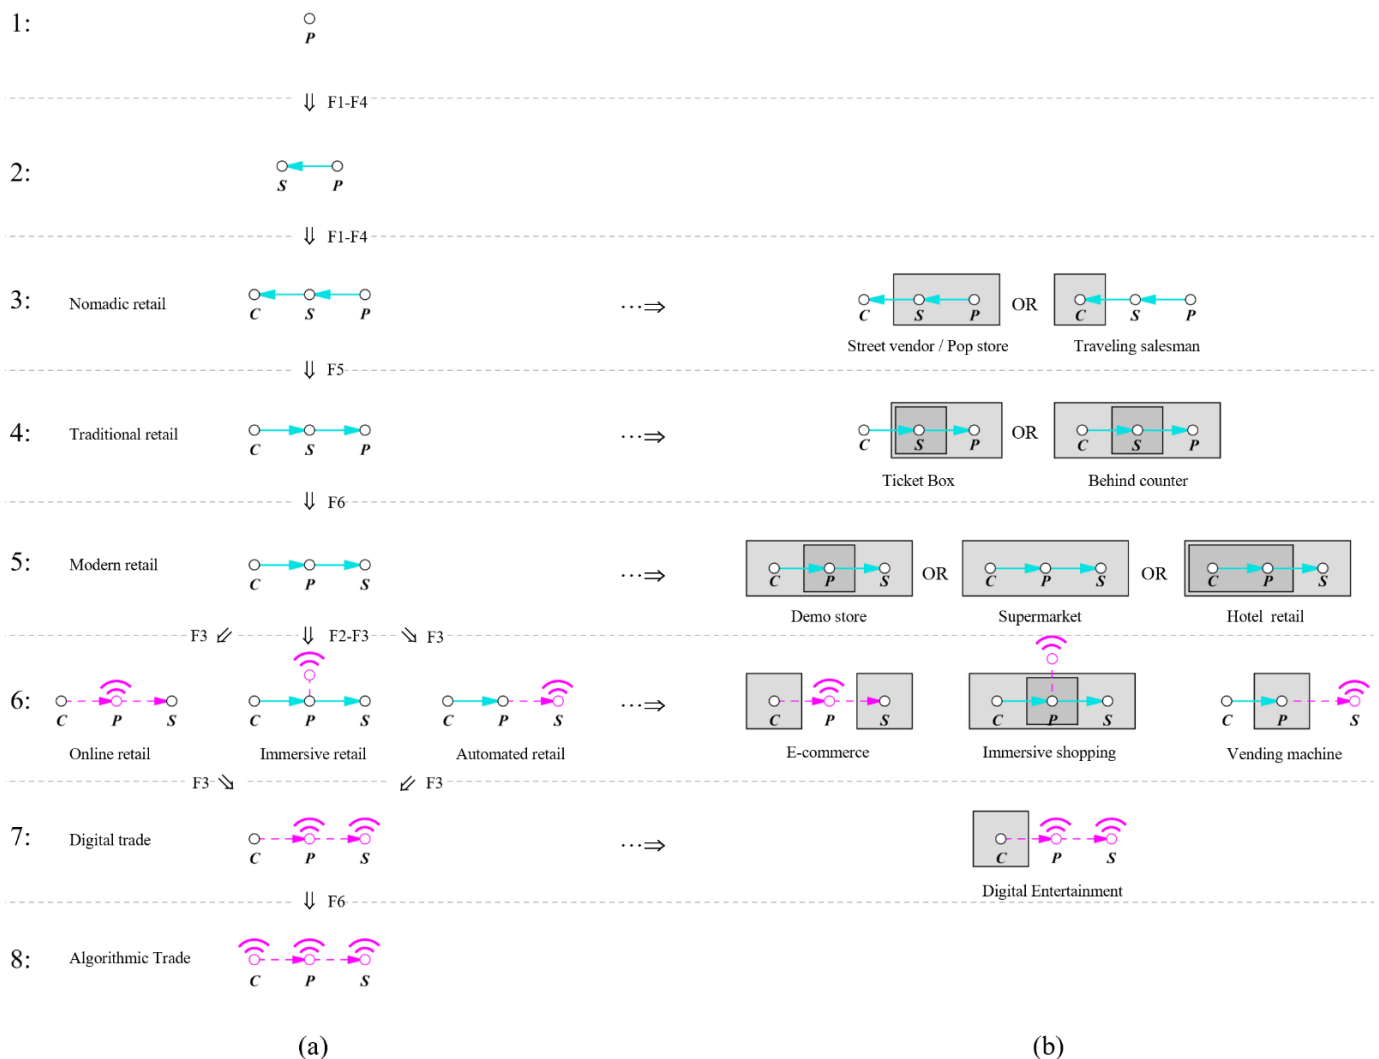 1:
P
⇓ F1-F4
2:
S P
⇓ F1-F4
3: Nomadic retail C S P ···⇒ C S P OR C S P
Street vendor / Pop store Traveling salesman
⇓ F5
4: Traditional retail C S P ···⇒ C S P OR C S P
Ticket Box Behind counter
⇓ F6
5: Modern retail C P S ···⇒ C P S OR C P S OR C P S
Demo store Supermarket Hotel retail
F3 ⇙ ⇓ F2-F3 ⇘ F3
6: C P S C P S C P S ···⇒ C P S C P S C P S
Online retail Immersive retail Automated retail E-commerce Immersive shopping Vending machine
F3 ⇘ ⇙ F3
7: Digital trade C P S ···⇒ C P S
Digital Entertainment
⇓ F6
8: Algorithmic Trade C P S
(a) (b)